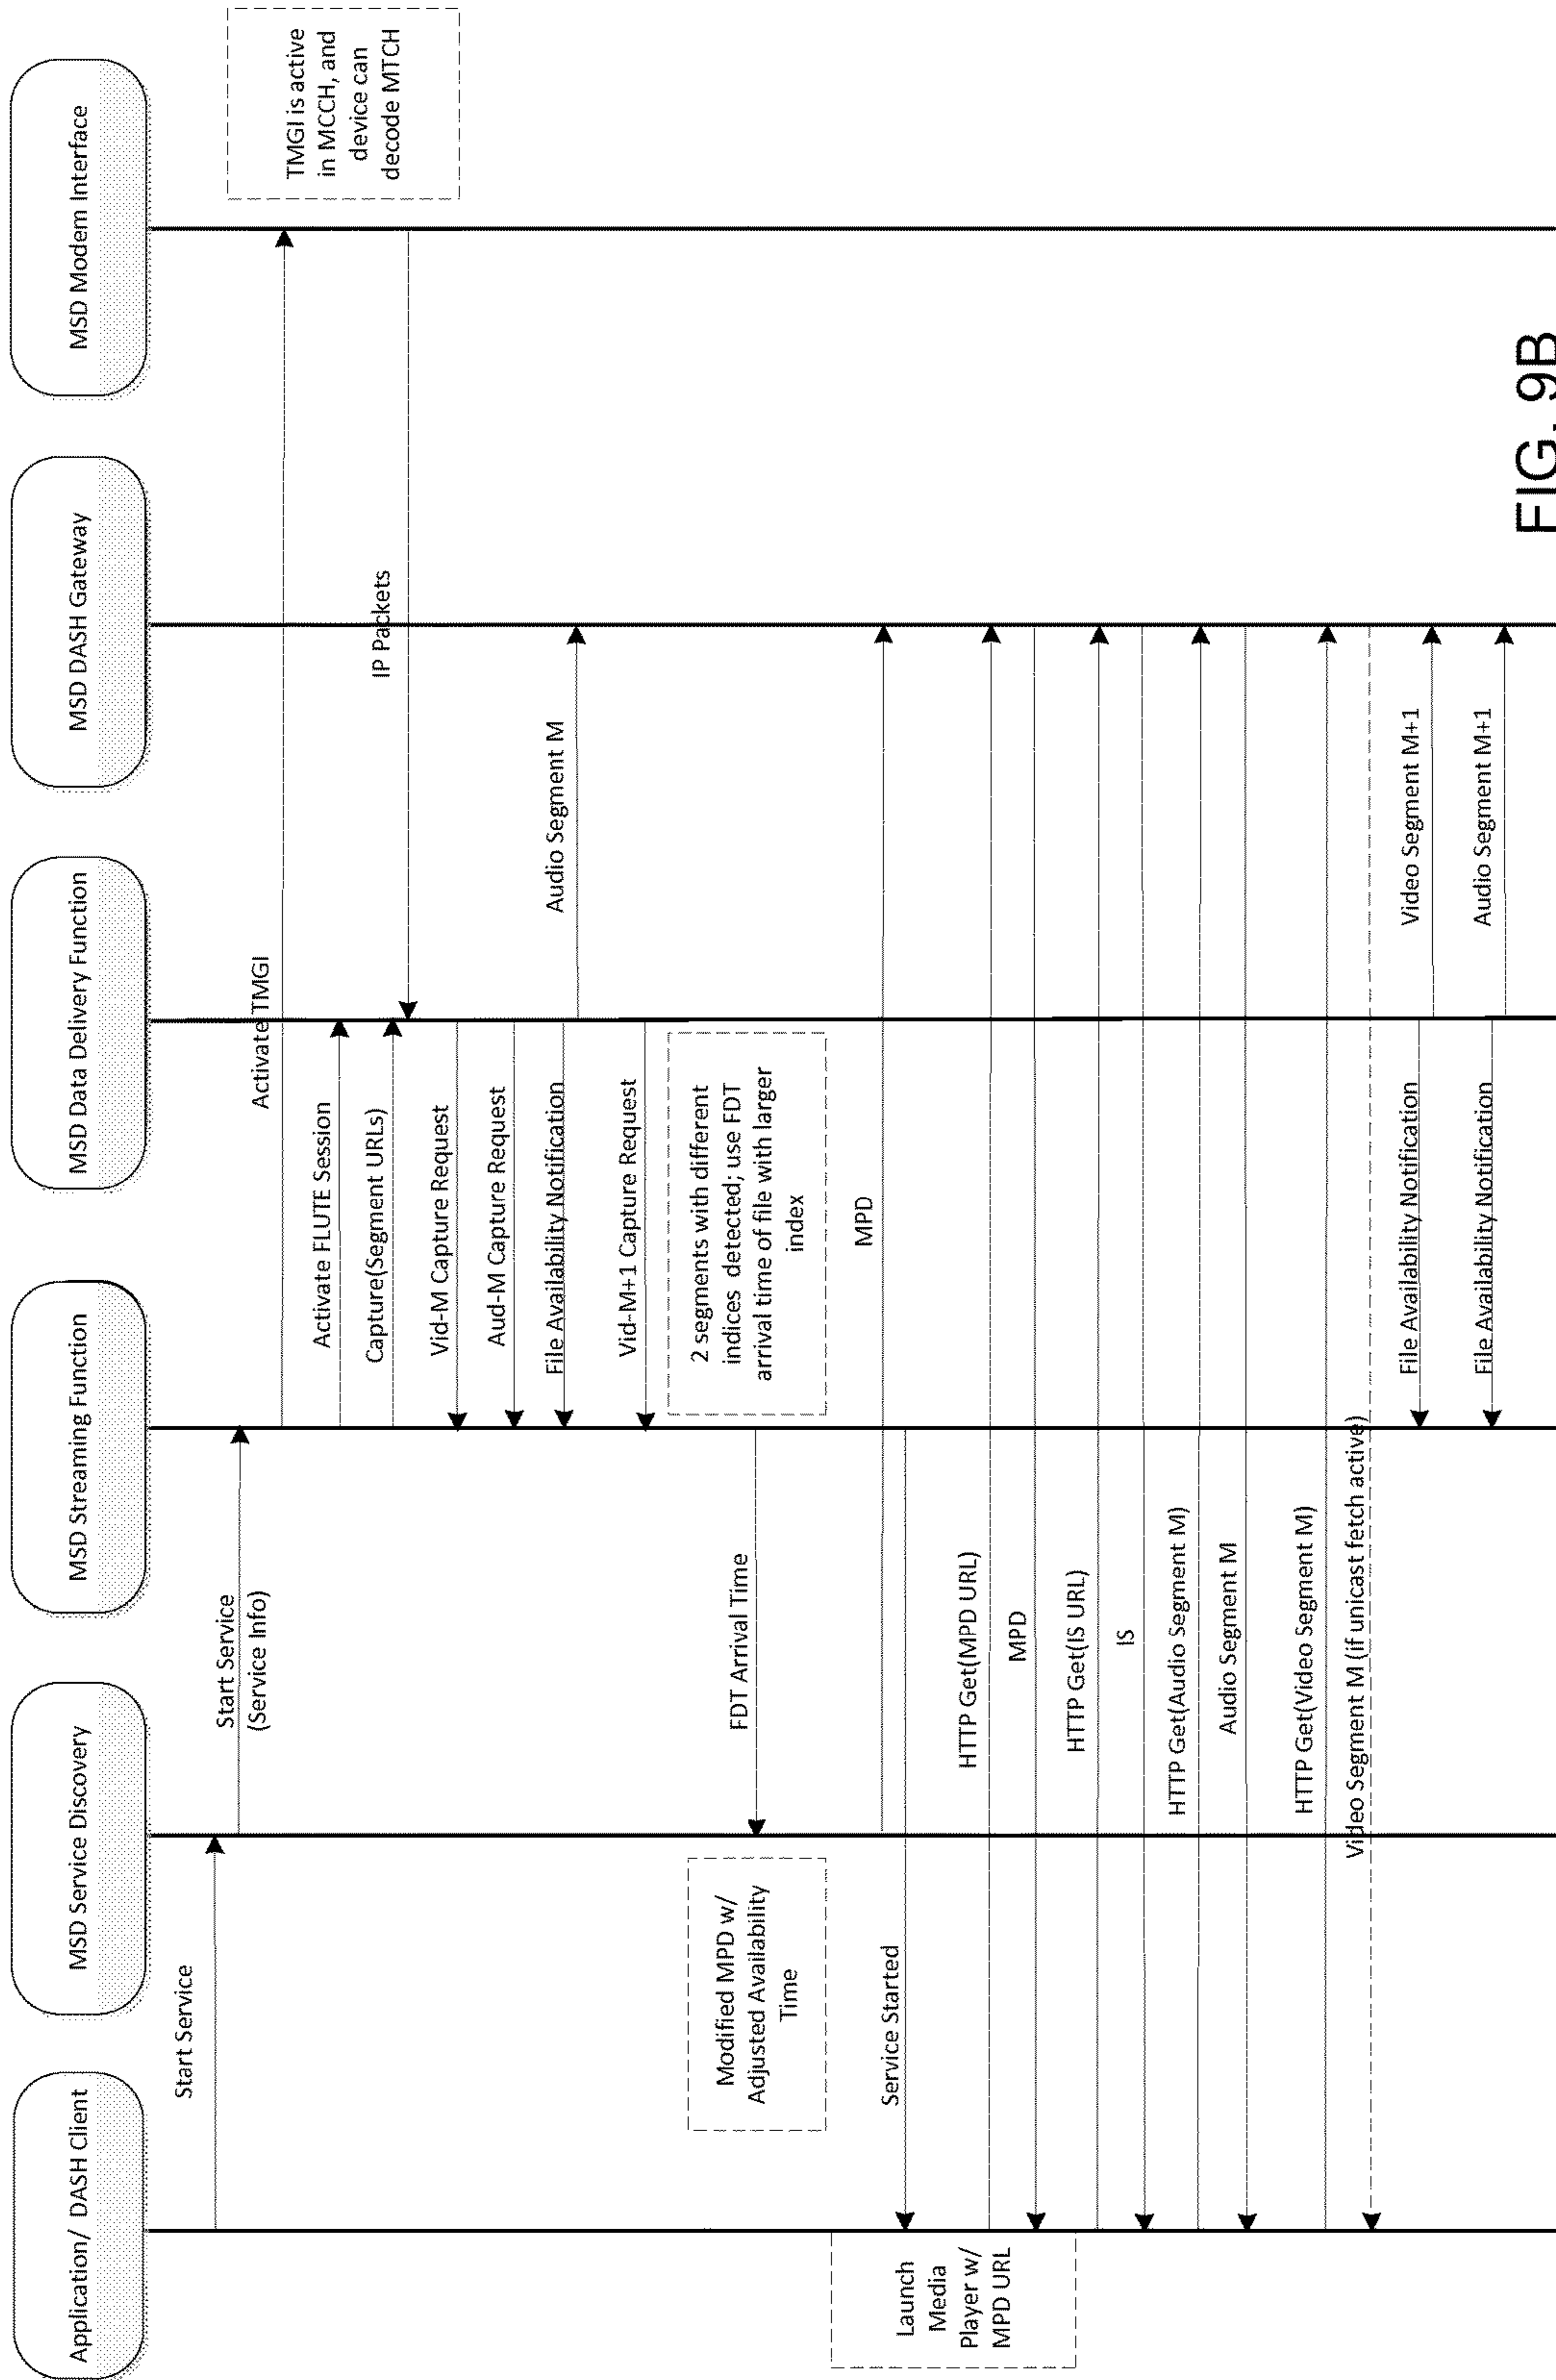 Application/ DASH Client
MSD Service Discovery
MSD Streaming Function
MSD Data Delivery Function
MSD DASH Gateway
MSD Modem Interface
Start Service
Start Service
(Service Info)
Activate TMGI
TMGI is active
in MCCH, and
device can
decode MTCH
Activate FLUTE Session
Capture(Segment URLs)
IP Packets
Vid-M Capture Request
Aud-M Capture Request
File Availability Notification
Audio Segment M
Vid-M+1 Capture Request
2 segments with different
indices detected; use FDT
arrival time of file with larger
index
FDT Arrival Time
Modified MPD w/
Adjusted Availability
Time
MPD
Service Started
Launch
Media
Player w/
MPD URL
HTTP Get(MPD URL)
MPD
HTTP Get(IS URL)
IS
HTTP Get(Audio Segment M)
Audio Segment M
HTTP Get(Video Segment M)
Video Segment M (if unicast fetch active)
File Availability Notification
Video Segment M+1
File Availability Notification
Audio Segment M+1
FIG. 9B